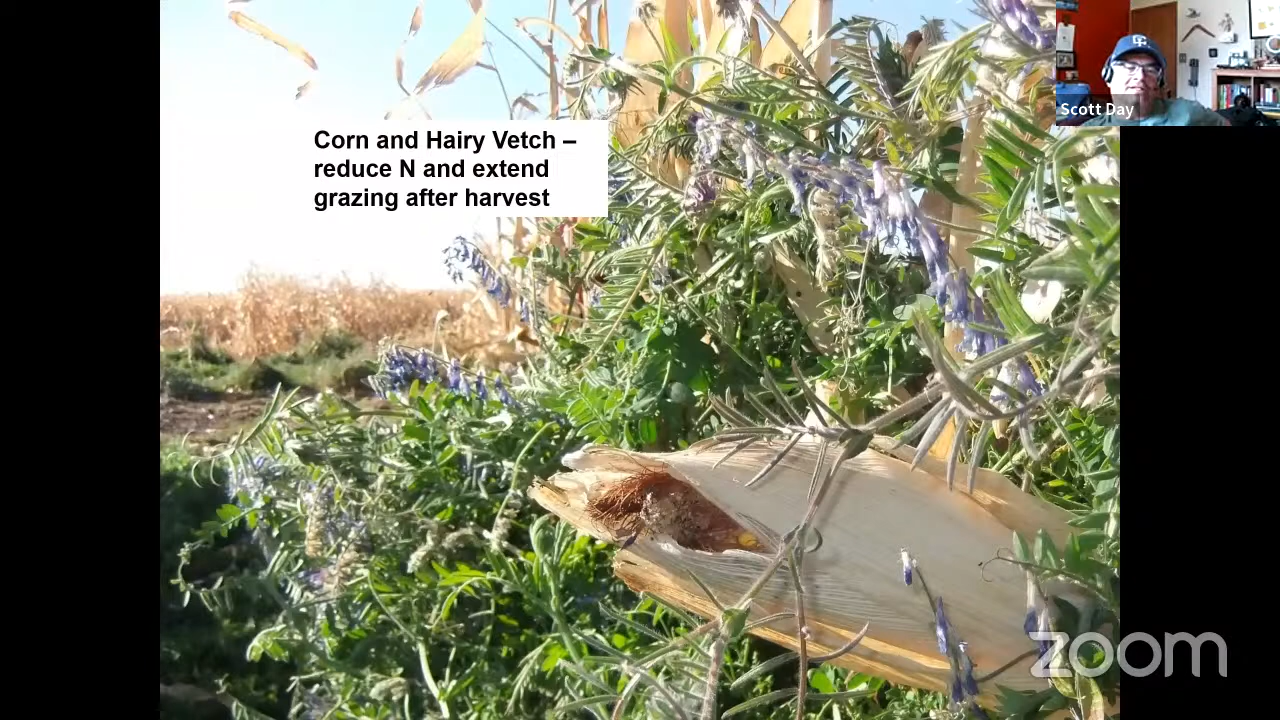 Corn and Hairy Vetch –
reduce N and extend
grazing after harvest
Scott Day
zoom